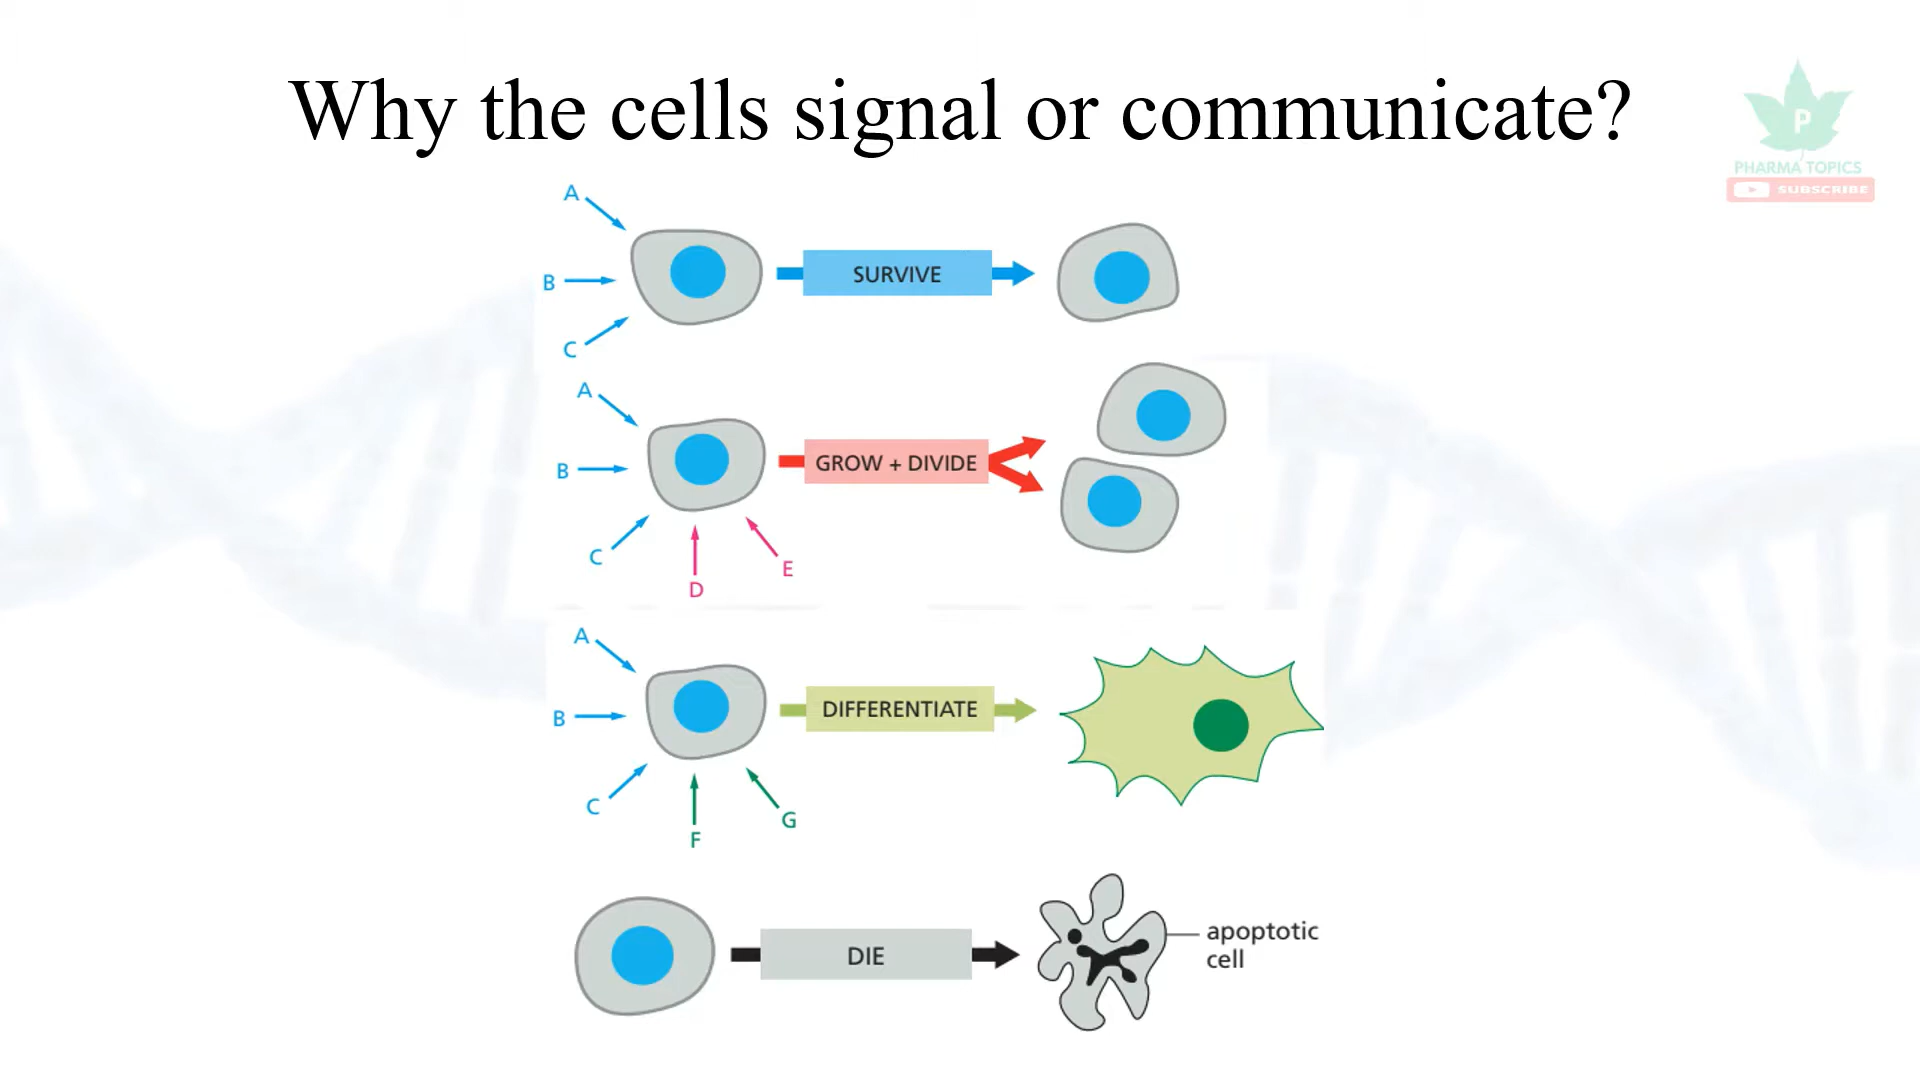 Why the cells signal or communicate?
P
PHARMA TOPICS
SUBSCRIBE
A
B
C
SURVIVE
A
B
C
D
E
GROW + DIVIDE
A
B
C
F
G
DIFFERENTIATE
DIE
apoptotic
cell